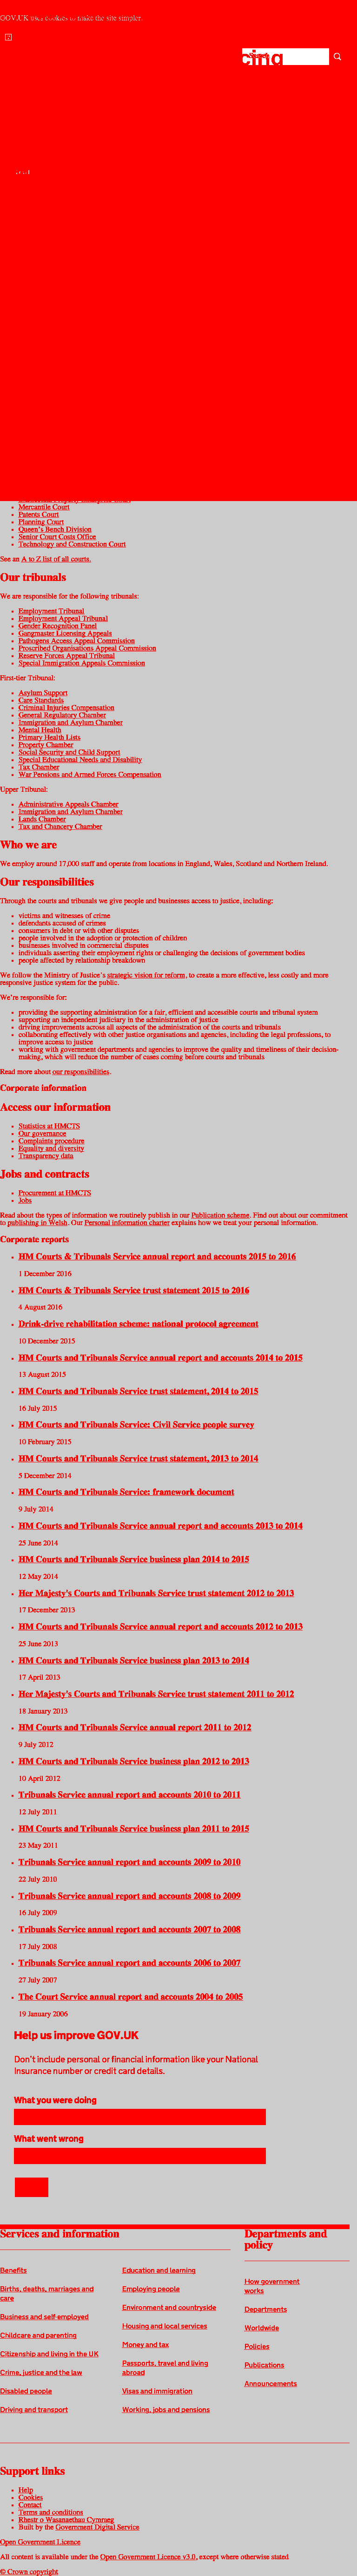 GOV.UK uses cookies to make the site simpler.
Mercantile Court
Patents Court
Planning Court
Queen's Bench Division
Senior Court Costs Office
Technology and Construction Court
See an A to Z list of all courts.
Our tribunals
We are responsible for the following tribunals:
Employment Tribunal
Employment Appeal Tribunal
Gender Recognition Panel
Gangmaster Licensing Appeals
Pathogens Access Appeal Commission
Proscribed Organisations Appeal Commission
Reserve Forces Appeal Tribunal
Special Immigration Appeals Commission
First-tier Tribunal:
Asylum Support
Care Standards
Criminal Injuries Compensation
General Regulatory Chamber
Immigration and Asylum Chamber
Mental Health
Primary Health Lists
Property Chamber
Social Security and Child Support
Special Educational Needs and Disability
Tax Chamber
War Pensions and Armed Forces Compensation
Upper Tribunal:
Administrative Appeals Chamber
Immigration and Asylum Chamber
Lands Chamber
Tax and Chancery Chamber
Who we are
We employ around 17,000 staff and operate from locations in England, Wales, Scotland and Northern Ireland.
Our responsibilities
Through the courts and tribunals we give people and businesses access to justice, including:
victims and witnesses of crime
defendants accused of crimes
consumers in debt or with other disputes
people involved in the adoption or protection of children
businesses involved in commercial disputes
individuals asserting their employment rights or challenging the decisions of government bodies
people affected by relationship breakdown
We follow the Ministry of Justice's strategic vision for reform, to create a more effective, less costly and more
responsive justice system for the public.
We're responsible for:
providing the supporting administration for a fair, efficient and accessible courts and tribunal system
supporting an independent judiciary in the administration of justice
driving improvements across all aspects of the administration of the courts and tribunals
collaborating effectively with other justice organisations and agencies, including the legal professions, to
improve access to justice
working with government departments and agencies to improve the quality and timeliness of their decision-
making, which will reduce the number of cases coming before courts and tribunals
Read more about our responsibilities.
Corporate information
Access our information
Statistics at HMCTS
Our governance
Complaints procedure
Equality and diversity
Transparency data
Jobs and contracts
Procurement at HMCTS
Jobs
Read about the types of information we routinely publish in our Publication scheme. Find out about our commitment
to publishing in Welsh. Our Personal information charter explains how we treat your personal information.
Corporate reports
HM Courts & Tribunals Service annual report and accounts 2015 to 2016
1 December 2016
HM Courts & Tribunals Service trust statement 2015 to 2016
4 August 2016
Drink-drive rehabilitation scheme: national protocol agreement
10 December 2015
HM Courts and Tribunals Service annual report and accounts 2014 to 2015
13 August 2015
HM Courts and Tribunals Service trust statement, 2014 to 2015
16 July 2015
HM Courts and Tribunals Service: Civil Service people survey
10 February 2015
HM Courts and Tribunals Service trust statement, 2013 to 2014
5 December 2014
HM Courts and Tribunals Service: framework document
9 July 2014
HM Courts and Tribunals Service annual report and accounts 2013 to 2014
25 June 2014
HM Courts and Tribunals Service business plan 2014 to 2015
12 May 2014
Her Majesty's Courts and Tribunals Service trust statement 2012 to 2013
17 December 2013
HM Courts and Tribunals Service annual report and accounts 2012 to 2013
25 June 2013
HM Courts and Tribunals Service business plan 2013 to 2014
17 April 2013
Her Majesty's Courts and Tribunals Service trust statement 2011 to 2012
18 January 2013
HM Courts and Tribunals Service annual report 2011 to 2012
9 July 2012
HM Courts and Tribunals Service business plan 2012 to 2013
10 April 2012
Tribunals Service annual report and accounts 2010 to 2011
12 July 2011
HM Courts and Tribunals Service business plan 2011 to 2015
23 May 2011
Tribunals Service annual report and accounts 2009 to 2010
22 July 2010
Tribunals Service annual report and accounts 2008 to 2009
16 July 2009
Tribunals Service annual report and accounts 2007 to 2008
17 July 2008
Tribunals Service annual report and accounts 2006 to 2007
27 July 2007
The Court Service annual report and accounts 2004 to 2005
19 January 2006
Help us improve GOV.UK
Don't include personal or financial information like your National
Insurance number or credit card details.
What you were doing
What went wrong
Services and information
Benefits
Births, deaths, marriages and
care
Business and self-employed
Childcare and parenting
Citizenship and living in the UK
Crime, justice and the law
Disabled people
Driving and transport
Education and learning
Employing people
Environment and countryside
Housing and local services
Money and tax
Passports, travel and living
abroad
Visas and immigration
Working, jobs and pensions
Departments and
policy
How government
works
Departments
Worldwide
Policies
Publications
Announcements
Support links
Help
Cookies
Contact
Terms and conditions
Rhestr o Wasanaethau Cymraeg
Built by the Government Digital Service
Open Government Licence
All content is available under the Open Government Licence v3.0, except where otherwise stated
© Crown copyright